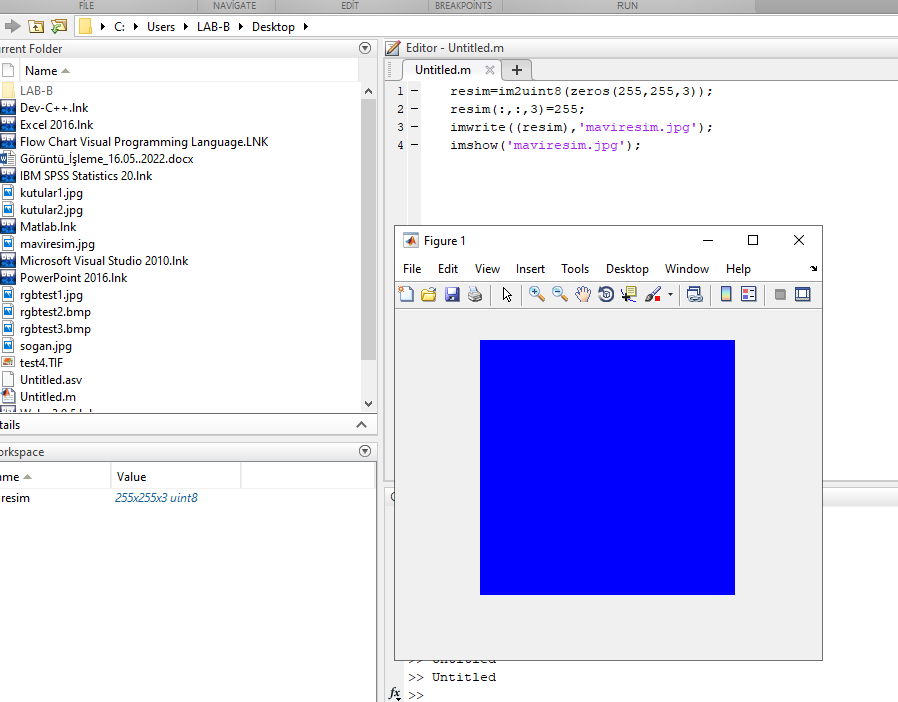 FILE NAVIGATE EDIT BREAKPOINTS RUN
C: Users LAB-B Desktop
rrent Folder
Name
LAB-B
Dev-C++.lnk
Excel 2016.lnk
Flow Chart Visual Programming Language.LNK
Görüntü_İşleme_16.05..2022.docx
IBM SPSS Statistics 20.lnk
kutular1.jpg
kutular2.jpg
Matlab.lnk
maviresim.jpg
Microsoft Visual Studio 2010.lnk
PowerPoint 2016.lnk
rgbtest1.jpg
rgbtest2.bmp
rgbtest3.bmp
sogan.jpg
test4.TIF
Untitled.asv
Untitled.m
tails
orkspace
ame Value
resim 255x255x3 uint8
Editor - Untitled.m
Untitled.m
1 resim=im2uint8(zeros(255,255,3));
2 resim(:,:,3)=255;
3 imwrite((resim),'maviresim.jpg');
4 imshow('maviresim.jpg');
Figure 1
File Edit View Insert Tools Desktop Window Help
>> Untitled
>> Untitled
fx >>